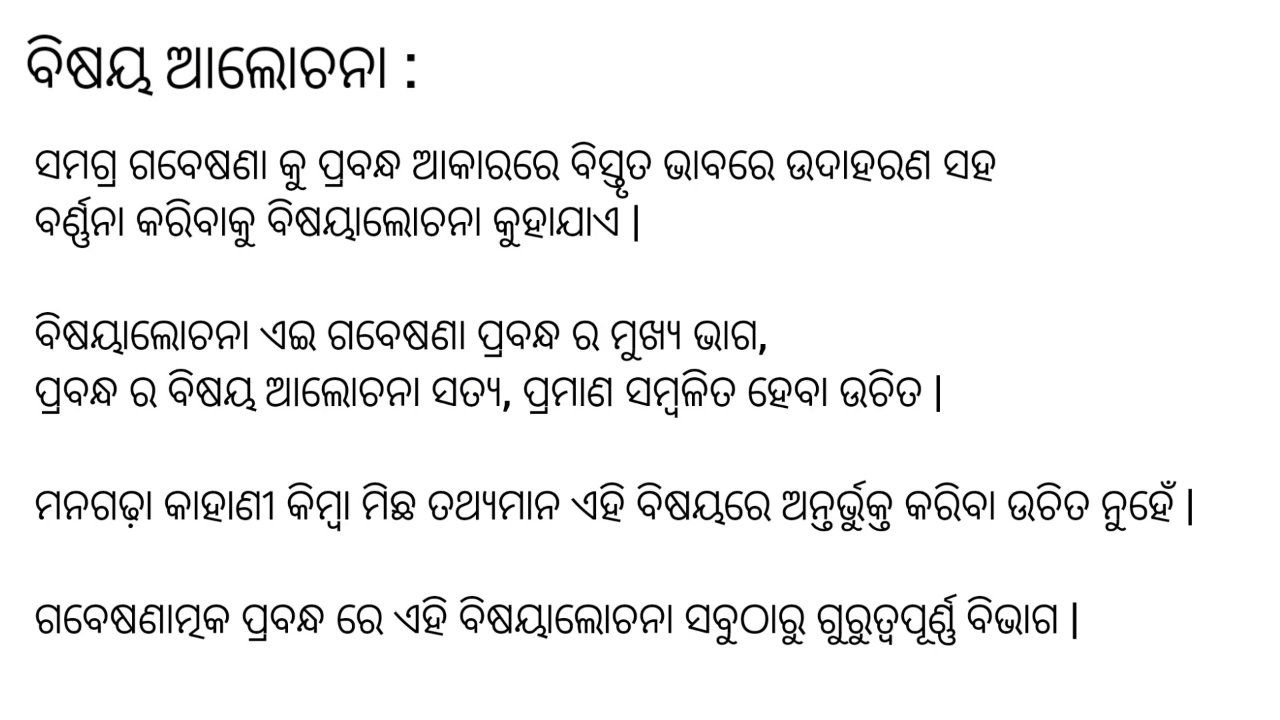 ବିଷୟ ଆଲୋଚନା :
ସମଗ୍ର ଗବେଷଣା କୁ ପ୍ରବନ୍ଧ ଆକାରରେ ବିସ୍ତୃତ ଭାବରେ ଉଦାହରଣ ସହ
ବର୍ଣ୍ଣନା କରିବାକୁ ବିଷୟାଲୋଚନା କୁହାଯାଏ |
ବିଷୟାଲୋଚନା ଏଇ ଗବେଷଣା ପ୍ରବନ୍ଧ ର ମୁଖ୍ୟ ଭାଗ,
ପ୍ରବନ୍ଧ ର ବିଷୟ ଆଲୋଚନା ସତ୍ୟ, ପ୍ରମାଣ ସମ୍ବଳିତ ହେବା ଉଚିତ |
ମନଗଢ଼ା କାହାଣୀ କିମ୍ବା ମିଛ ତଥ୍ୟମାନ ଏହି ବିଷୟରେ ଅନ୍ତର୍ଭୁକ୍ତ କରିବା ଉଚିତ ନୁହେଁ |
ଗବେଷଣାତ୍ମକ ପ୍ରବନ୍ଧ ରେ ଏହି ବିଷୟାଲୋଚନା ସବୁଠାରୁ ଗୁରୁତ୍ୱପୂର୍ଣ୍ଣ ବିଭାଗ |